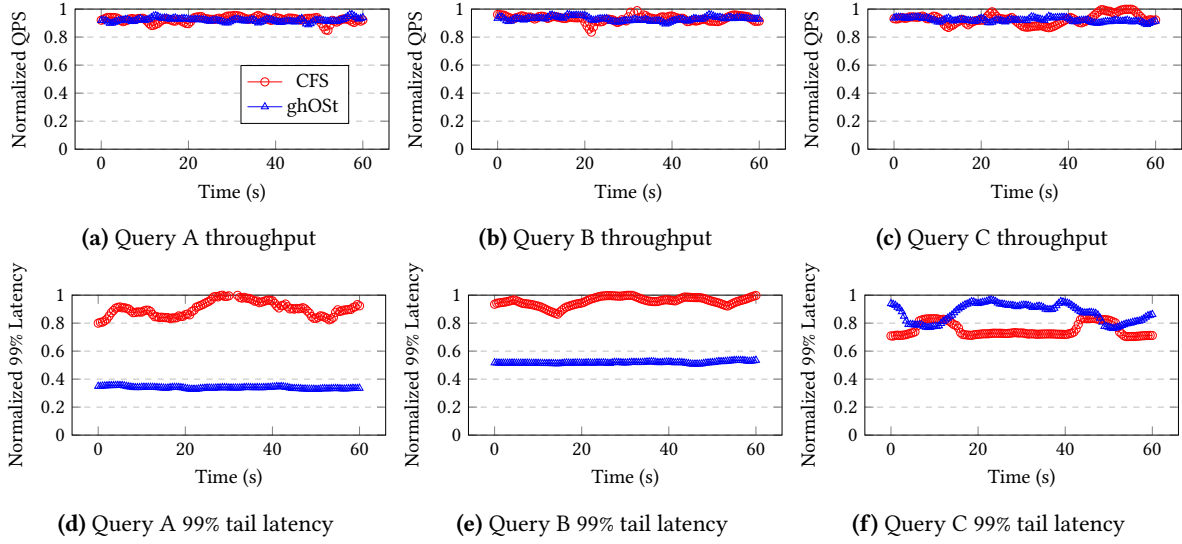 Normalized QPS
1
0.8
0.6
0.4
0.2
0
CFS
ghOSt
0 20 40 60
Time (s)
(a) Query A throughput
Normalized QPS
1
0.8
0.6
0.4
0.2
0
0 20 40 60
Time (s)
(b) Query B throughput
Normalized QPS
1
0.8
0.6
0.4
0.2
0
0 20 40 60
Time (s)
(c) Query C throughput
Normalized 99% Latency
1
0.8
0.6
0.4
0.2
0
0 20 40 60
Time (s)
(d) Query A 99% tail latency
Normalized 99% Latency
1
0.8
0.6
0.4
0.2
0
0 20 40 60
Time (s)
(e) Query B 99% tail latency
Normalized 99% Latency
1
0.8
0.6
0.4
0.2
0
0 20 40 60
Time (s)
(f) Query C 99% tail latency